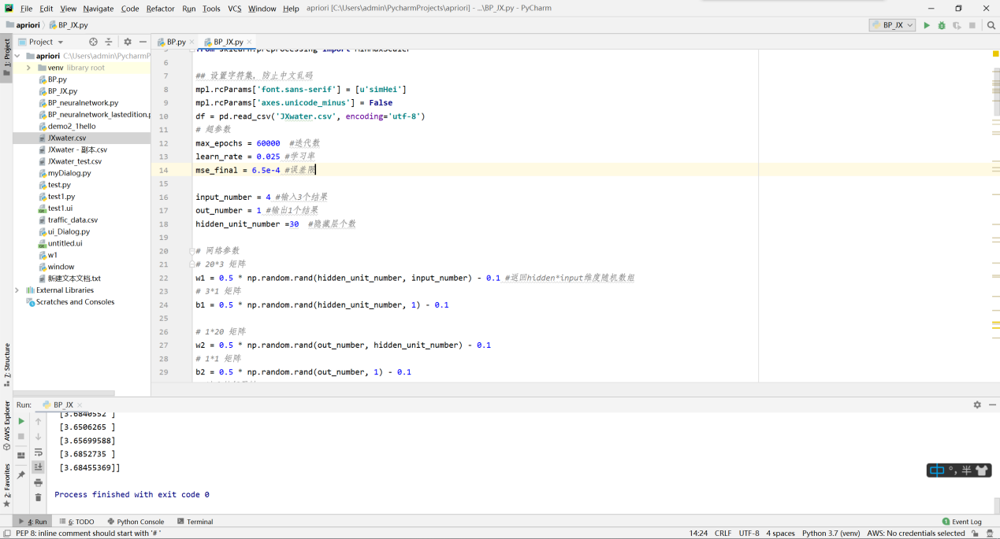 File Edit View Navigate Code Refactor Run Tools VCS Window Help apriori [C:\Users\admin\PycharmProjects\apriori] - ...\BP_JX.py - PyCharm
apriori BP_JX.py BP_JX
1: Project
Project
BP.py BP_JX.py
apriori C:\Users\admin\PycharmP
venv library root
BP.py
BP_JX.py
BP_neuralnetwork.py
BP_neuralnetwork_lastedition.p
demo2_1hello
JXwater.csv
JXwater - 副本.csv
JXwater_test.csv
myDialog.py
test.py
test1.py
test1.ui
traffic_data.csv
ui_Dialog.py
untitled.ui
w1
window
新建文本文档.txt
External Libraries
Scratches and Consoles
5 from sklearn.preprocessing import MinMaxScaler
6
7 ## 设置字符集，防止中文乱码
8 mpl.rcParams['font.sans-serif'] = [u'simHei']
9 mpl.rcParams['axes.unicode_minus'] = False
10 df = pd.read_csv('JXwater.csv', encoding='utf-8')
11 # 超参数
12 max_epochs = 60000 #迭代数
13 learn_rate = 0.025 #学习率
14 mse_final = 6.5e-4 #误差限
15
16 input_number = 4 #输入3个结果
17 out_number = 1 #输出1个结果
18 hidden_unit_number =30 #隐藏层个数
19
20 # 网络参数
21 # 20*3 矩阵
22 w1 = 0.5 * np.random.rand(hidden_unit_number, input_number) - 0.1 #返回hidden*input维度随机数组
23 # 3*1 矩阵
24 b1 = 0.5 * np.random.rand(hidden_unit_number, 1) - 0.1
25
26 # 1*20 矩阵
27 w2 = 0.5 * np.random.rand(out_number, hidden_unit_number) - 0.1
28 # 1*1 矩阵
29 b2 = 0.5 * np.random.rand(out_number, 1) - 0.1
7: Structure
AWS Explorer
2: Favorites
Run: BP_JX
[3.6840552 ]
[3.6506265 ]
[3.65699588]
[3.6852735 ]
[3.68455369]]
Process finished with exit code 0
中 °, 半
4: Run 6: TODO Python Console Terminal 1 Event Log
PEP 8: inline comment should start with '# ' 14:24 CRLF UTF-8 4 spaces Python 3.7 (venv) AWS: No credentials selected